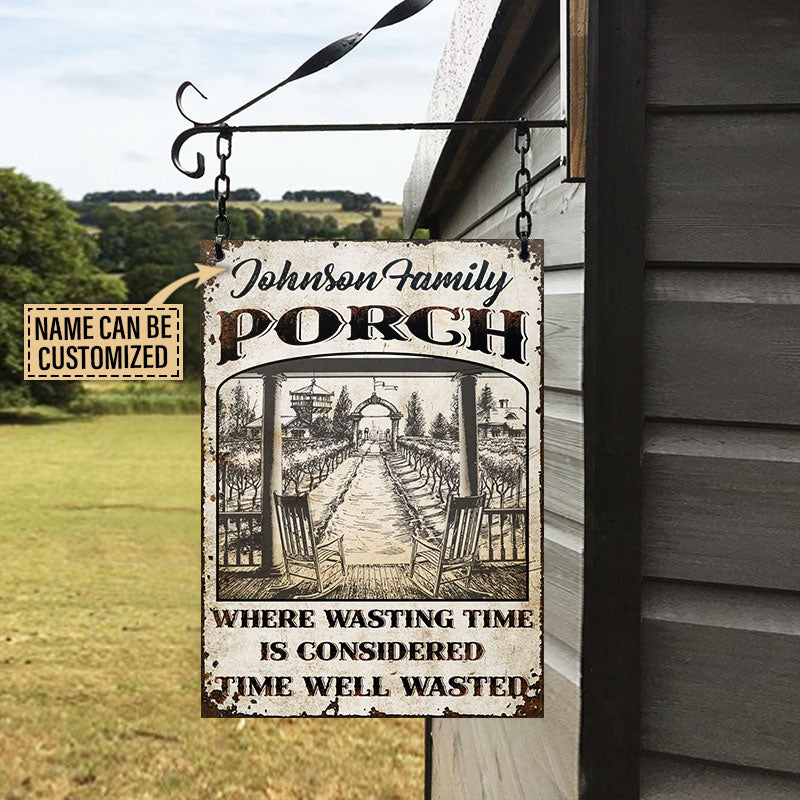 Johnson Family
PORCH
NAME CAN BE
CUSTOMIZED
WHERE WASTING TIME
IS CONSIDERED
TIME WELL WASTED